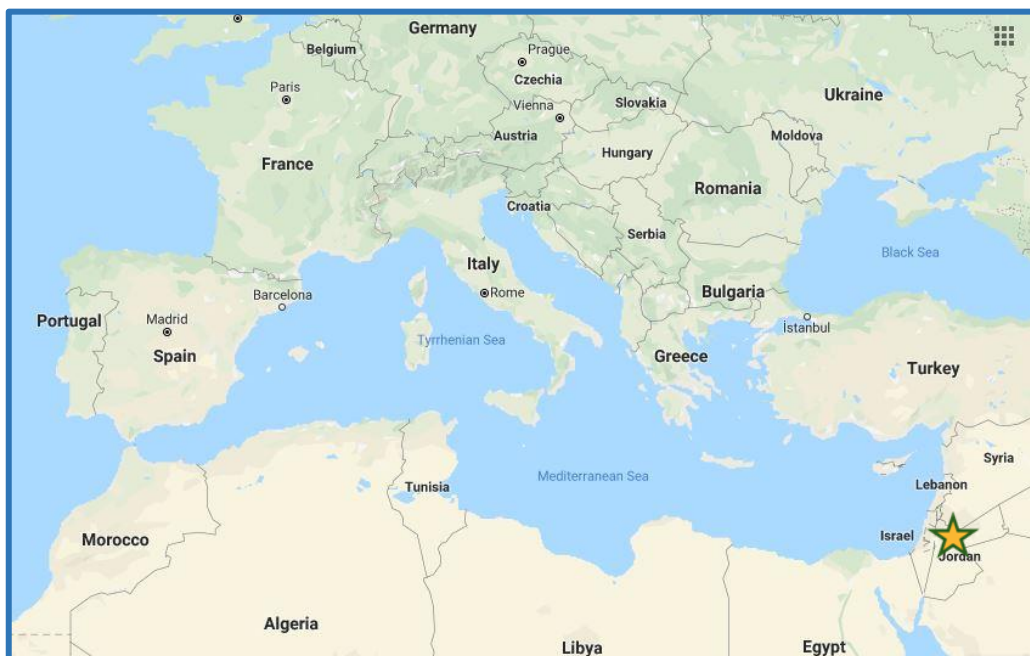 Germany
Belgium
Prague
Czechia
Paris
Ukraine
Slovakia
Vienna
Austria
Moldova
Hungary
France
Romania
Croatia
Serbia
Black Sea
Italy
Rome
Barcelona
Bulgaria
Portugal
Madrid
İstanbul
Tyrrhenian Sea
Spain
Greece
Turkey
Syria
Mediterranean Sea
Lebanon
Tunisia
Israel
Morocco
Jordan
Algeria
Libya
Egypt